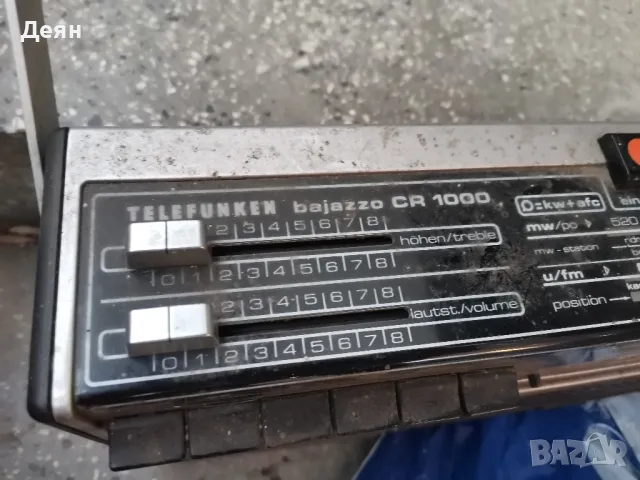 Деян
TELEFUNKEN bajazzo CR 1000
2 3 4 5 6 7 8
höhen/treble
0 1 2 3 4 5 6 7 8
2 3 4 5 6 7 8
lautst./volume
0 1 2 3 4 5 6 7 8
kw+afc
mw/po
520
mw-station
u/fm
position
BAZAR